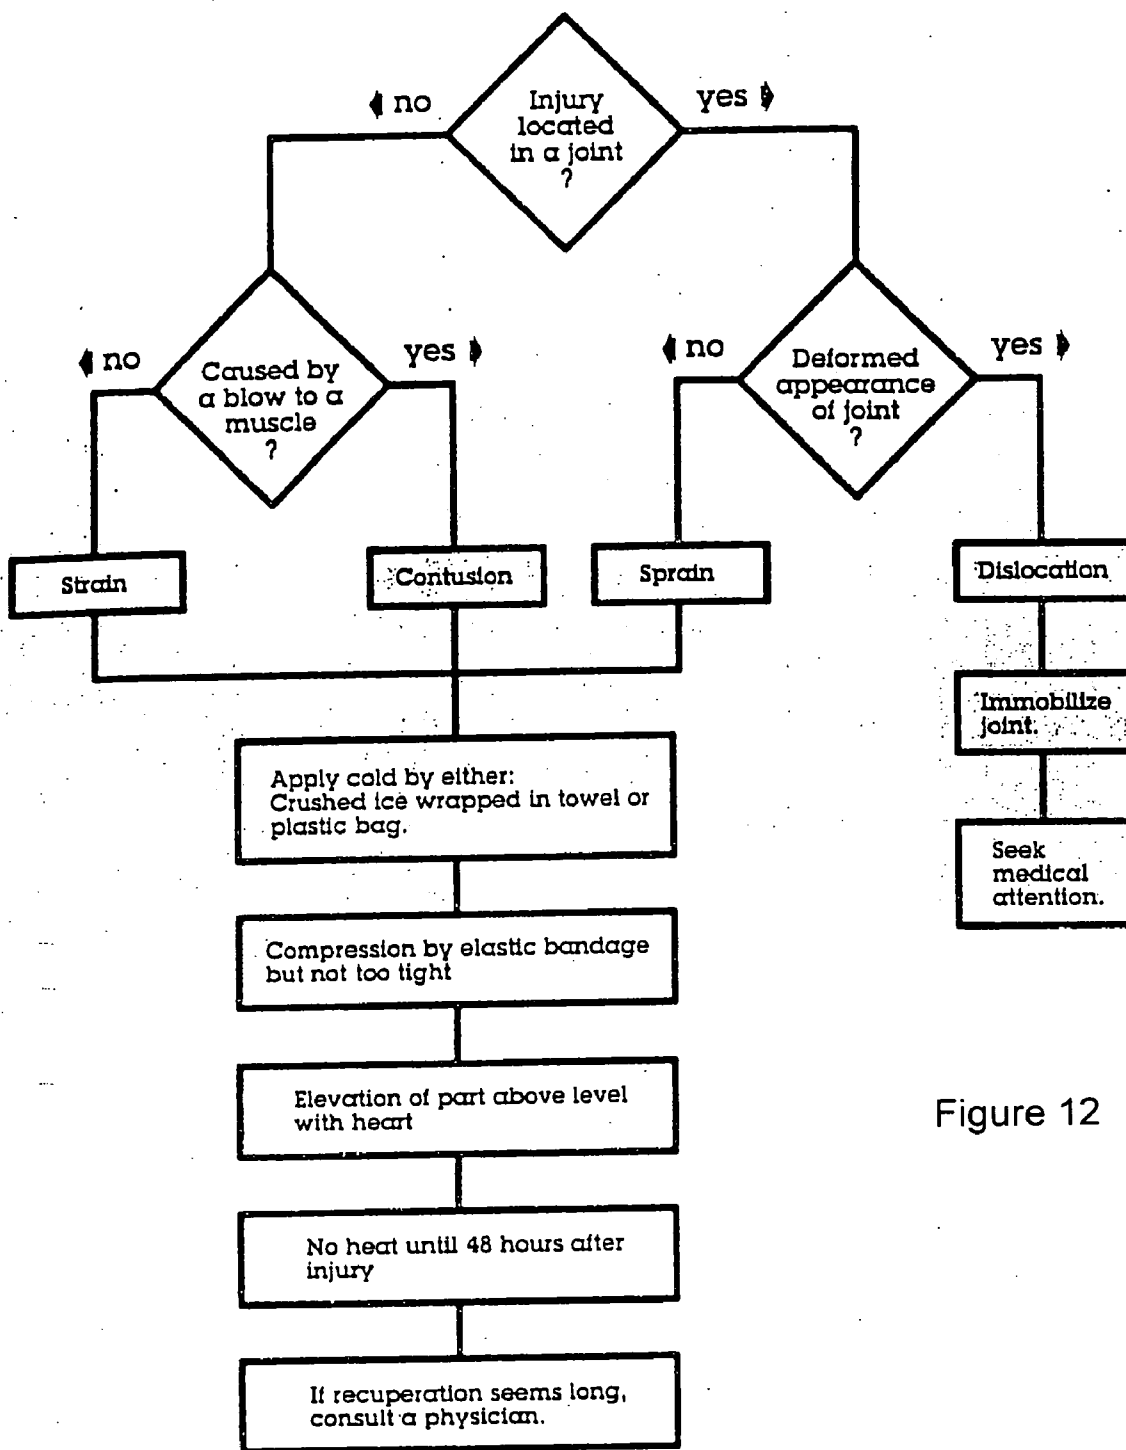 Injury
located
in a joint
?
no
yes
Caused by
a blow to a
muscle
?
no
yes
Deformed
appearance
of joint
?
no
yes
Strain
Contusion
Sprain
Dislocation
Immobilize
joint.
Seek
medical
attention.
Apply cold by either:
Crushed ice wrapped in towel or
plastic bag.
Compression by elastic bandage
but not too tight
Elevation of part above level
with heart
No heat until 48 hours after
injury
If recuperation seems long,
consult a physician.
Figure 12